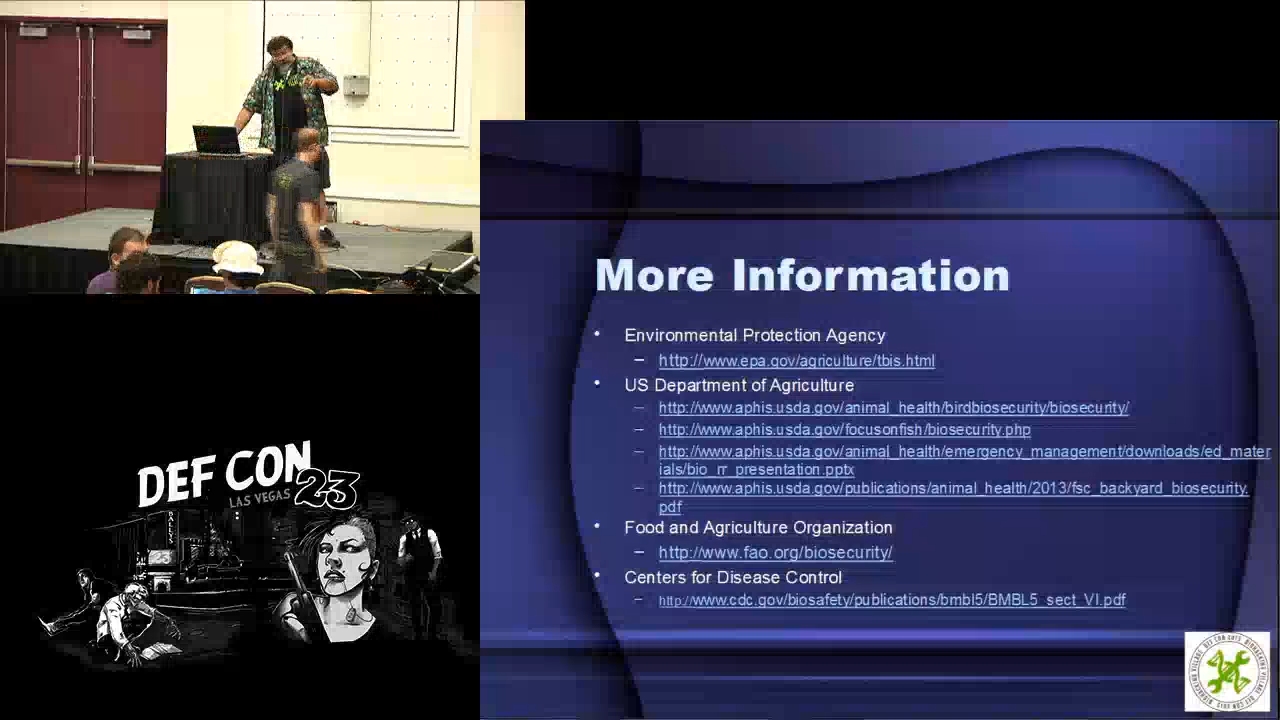 More Information
• Environmental Protection Agency
– http://www.epa.gov/agriculture/tbis.html
• US Department of Agriculture
– http://www.aphis.usda.gov/animal_health/birdbiosecurity/biosecurity/
– http://www.aphis.usda.gov/focusonfish/biosecurity.php
– http://www.aphis.usda.gov/animal_health/emergency_management/downloads/ed_mater
ials/bio_rr_presentation.pptx
– http://www.aphis.usda.gov/publications/animal_health/2013/fsc_backyard_biosecurity.
pdf
• Food and Agriculture Organization
– http://www.fao.org/biosecurity/
• Centers for Disease Control
– http://www.cdc.gov/biosafety/publications/bmbl5/BMBL5_sect_VI.pdf
DEF CON
LAS VEGAS 23
BALLYS